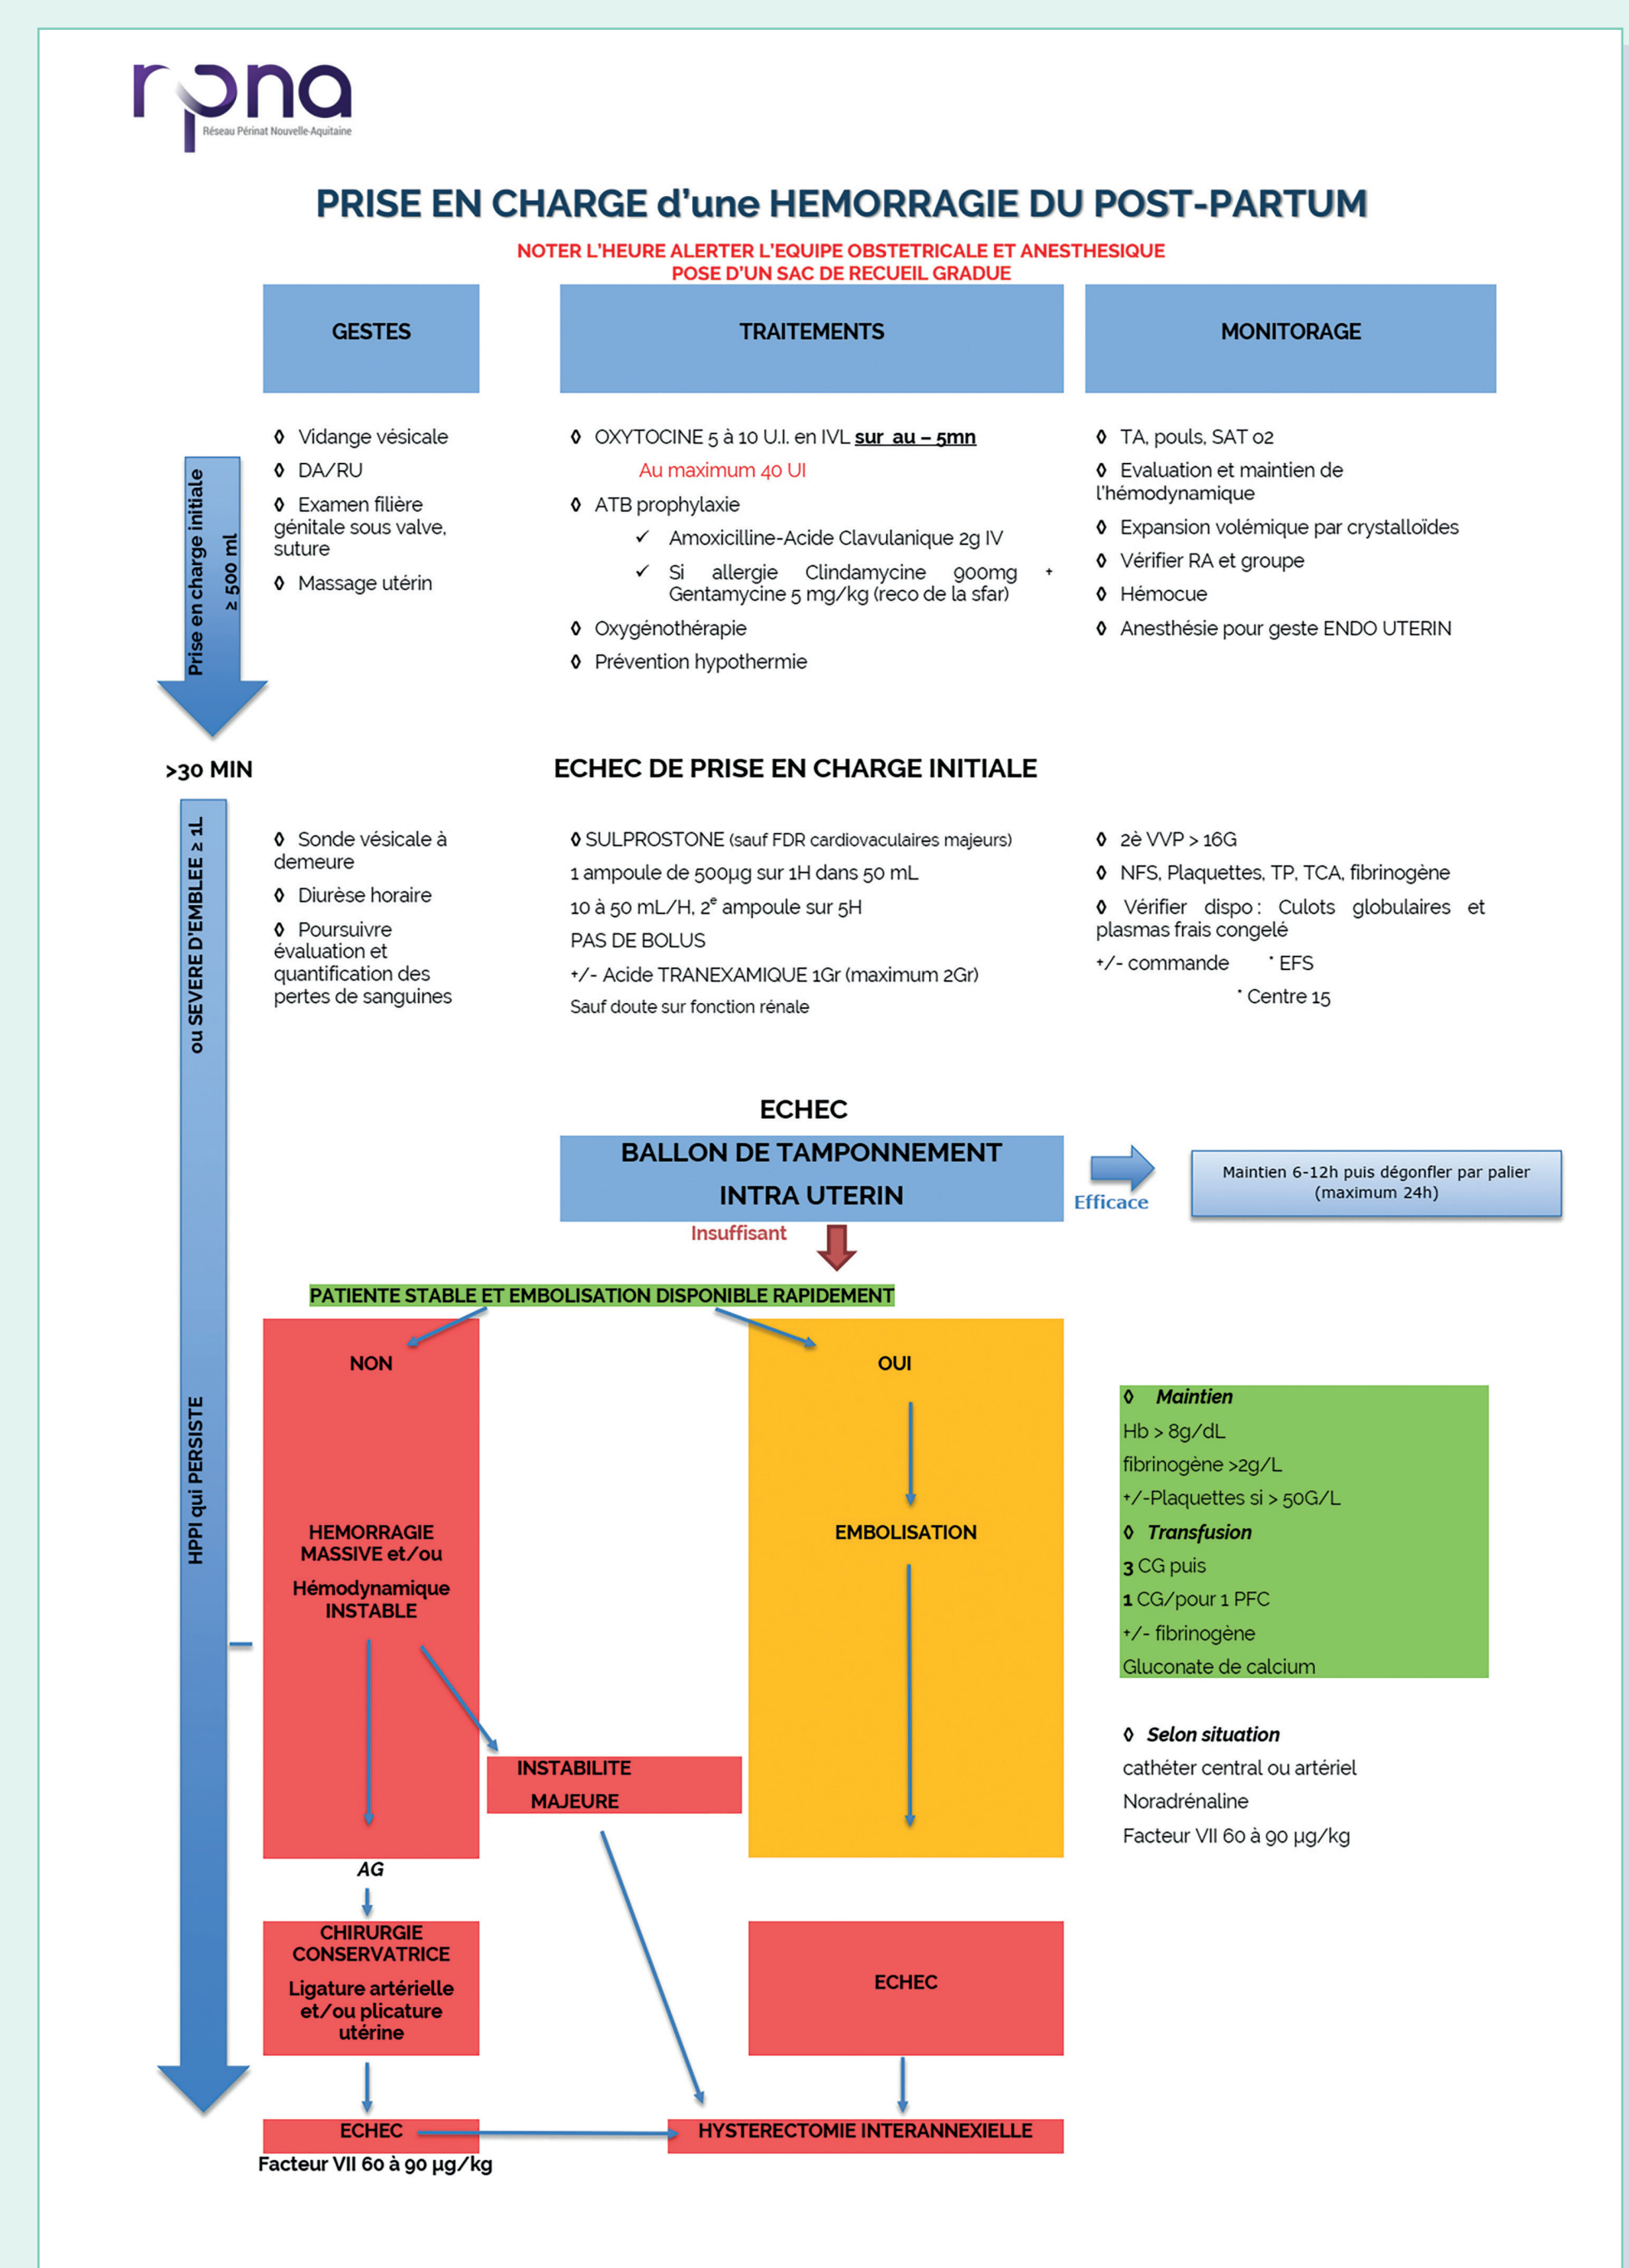 rpna
Réseau Périnat Nouvelle-Aquitaine
PRISE EN CHARGE d'une HEMORRAGIE DU POST-PARTUM
NOTER L'HEURE ALERTER L'EQUIPE OBSTETRICALE ET ANESTHESIQUE
POSE D'UN SAC DE RECUEIL GRADUE
GESTES
TRAITEMENTS
MONITORAGE
Prise en charge initiale
≥ 500 ml
◊ Vidange vésicale
◊ DA/RU
◊ Examen filière
génitale sous valve,
suture
◊ Massage utérin
◊ OXYTOCINE 5 à 10 U.I. en IVL sur au – 5mn
Au maximum 40 UI
◊ ATB prophylaxie
✓ Amoxicilline-Acide Clavulanique 2g IV
✓ Si allergie Clindamycine 900mg +
Gentamycine 5 mg/kg (reco de la sfar)
◊ Oxygénothérapie
◊ Prévention hypothermie
◊ TA, pouls, SAT o2
◊ Evaluation et maintien de
l'hémodynamique
◊ Expansion volémique par crystalloïdes
◊ Vérifier RA et groupe
◊ Hémocue
◊ Anesthésie pour geste ENDO UTERIN
>30 MIN
ECHEC DE PRISE EN CHARGE INITIALE
ou SEVERE D'EMBLEE ≥ 1L
HPPI qui PERSISTE
◊ Sonde vésicale à
demeure
◊ Diurèse horaire
◊ Poursuivre
évaluation et
quantification des
pertes de sanguines
◊ SULPROSTONE (sauf FDR cardiovaculaires majeurs)
1 ampoule de 500µg sur 1H dans 50 mL
10 à 50 mL/H, 2e ampoule sur 5H
PAS DE BOLUS
+/- Acide TRANEXAMIQUE 1Gr (maximum 2Gr)
Sauf doute sur fonction rénale
◊ 2è VVP > 16G
◊ NFS, Plaquettes, TP, TCA, fibrinogène
◊ Vérifier dispo : Culots globulaires et
plasmas frais congelé
+/- commande * EFS
* Centre 15
ECHEC
BALLON DE TAMPONNEMENT
INTRA UTERIN
Efficace
Maintien 6-12h puis dégonfler par palier
(maximum 24h)
Insuffisant
PATIENTE STABLE ET EMBOLISATION DISPONIBLE RAPIDEMENT
NON
OUI
HEMORRAGIE
MASSIVE et/ou
Hémodynamique
INSTABLE
EMBOLISATION
◊ Maintien
Hb > 8g/dL
fibrinogène >2g/L
+/-Plaquettes si > 50G/L
◊ Transfusion
3 CG puis
1 CG/pour 1 PFC
+/- fibrinogène
Gluconate de calcium
◊ Selon situation
cathéter central ou artériel
Noradrénaline
Facteur VII 60 à 90 µg/kg
INSTABILITE
MAJEURE
AG
CHIRURGIE
CONSERVATRICE
Ligature artérielle
et/ou plicature
utérine
ECHEC
ECHEC
HYSTERECTOMIE INTERANNEXIELLE
Facteur VII 60 à 90 µg/kg